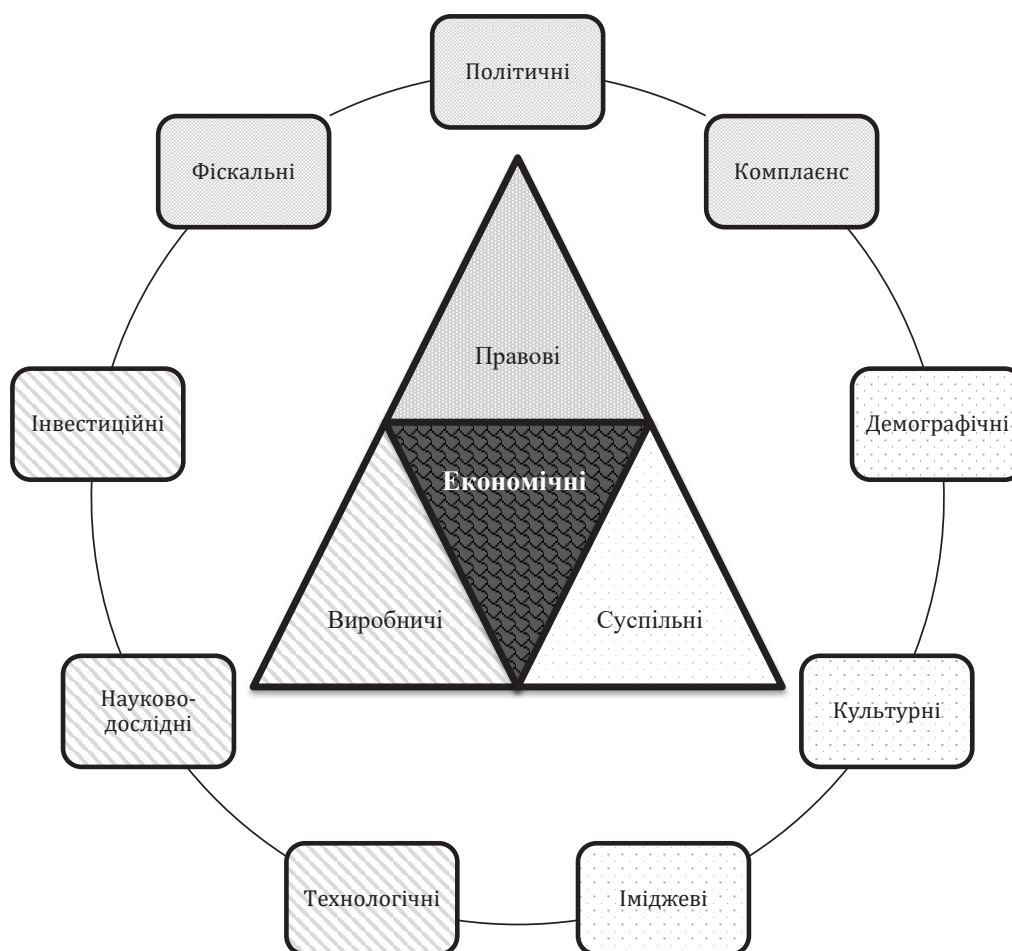 Політичні
Фіскальні
Комплаєнс
Правові
Інвестиційні
Демографічні
Економічні
Виробничі
Суспільні
Науково-
дослідні
Культурні
Технологічні
Іміджеві